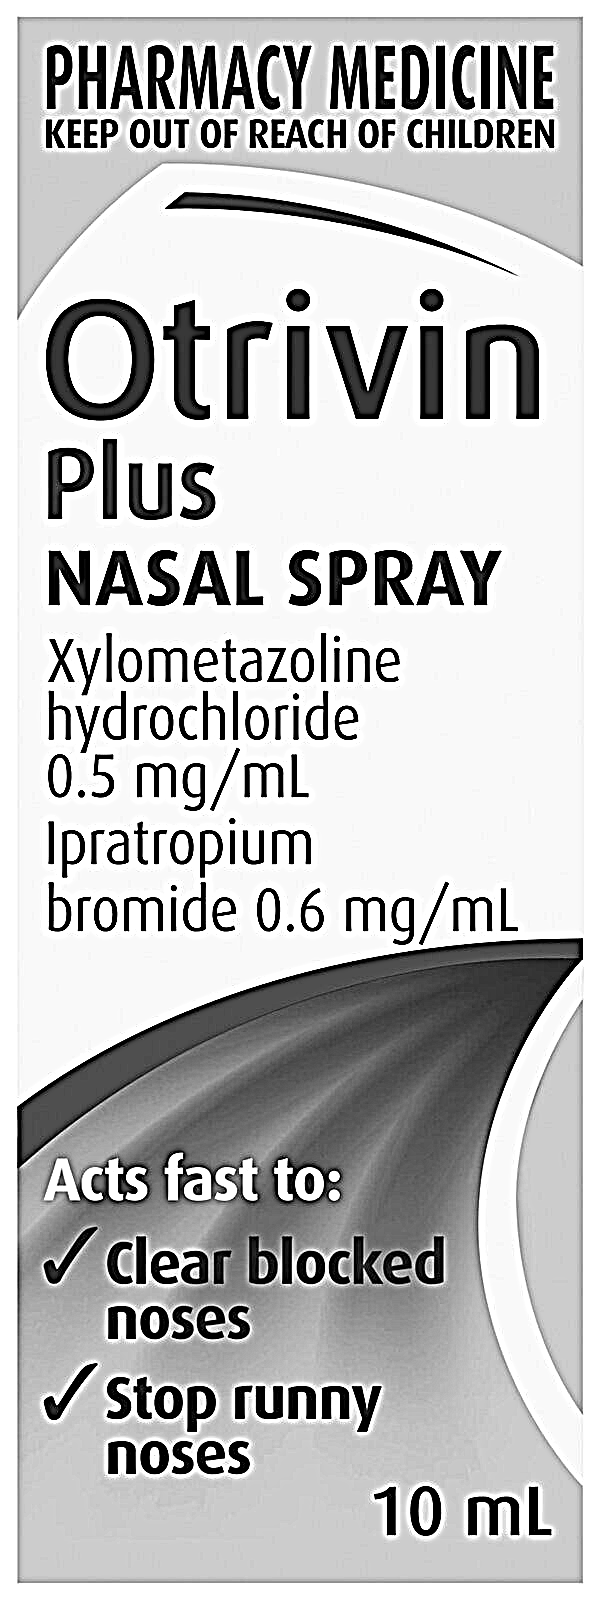 PHARMACY MEDICINE
KEEP OUT OF REACH OF CHILDREN
Otrivin
Plus
NASAL SPRAY
Xylometazoline
hydrochloride
0.5 mg/mL
Ipratropium
bromide 0.6 mg/mL
Acts fast to:
✓ Clear blocked
noses
✓ Stop runny
noses
10 mL